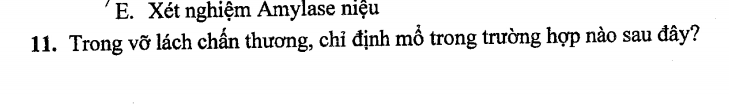 E. Xét nghiệm Amylase niệu
11. Trong vỡ lách chấn thương, chỉ định mổ trong trường hợp nào sau đây?